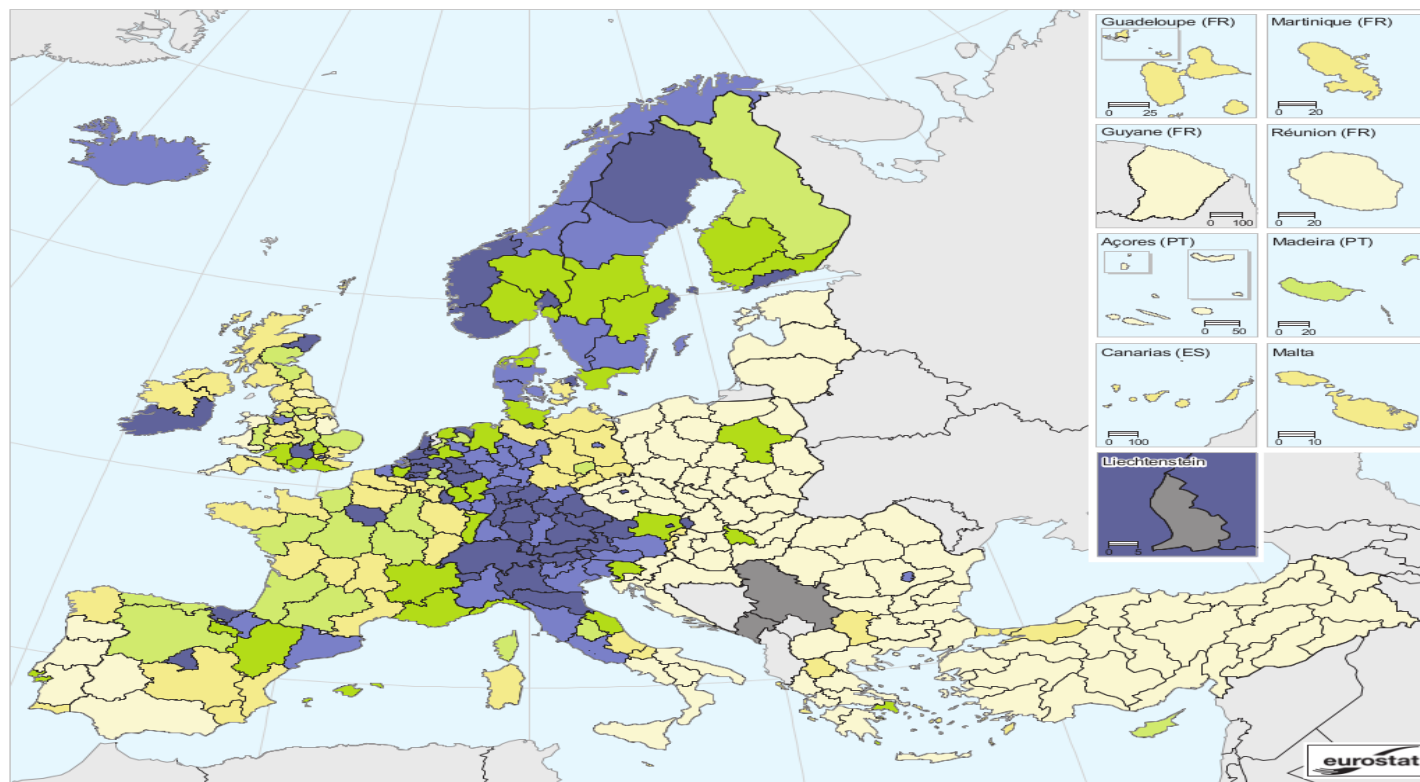 Guadeloupe (FR)
0 25
Martinique (FR)
0 20
Guyane (FR)
0 100
Réunion (FR)
0 20
Açores (PT)
0 50
Madeira (PT)
0 20
Canarias (ES)
0 100
Malta
0 10
Liechtenstein
0 5
eurostat